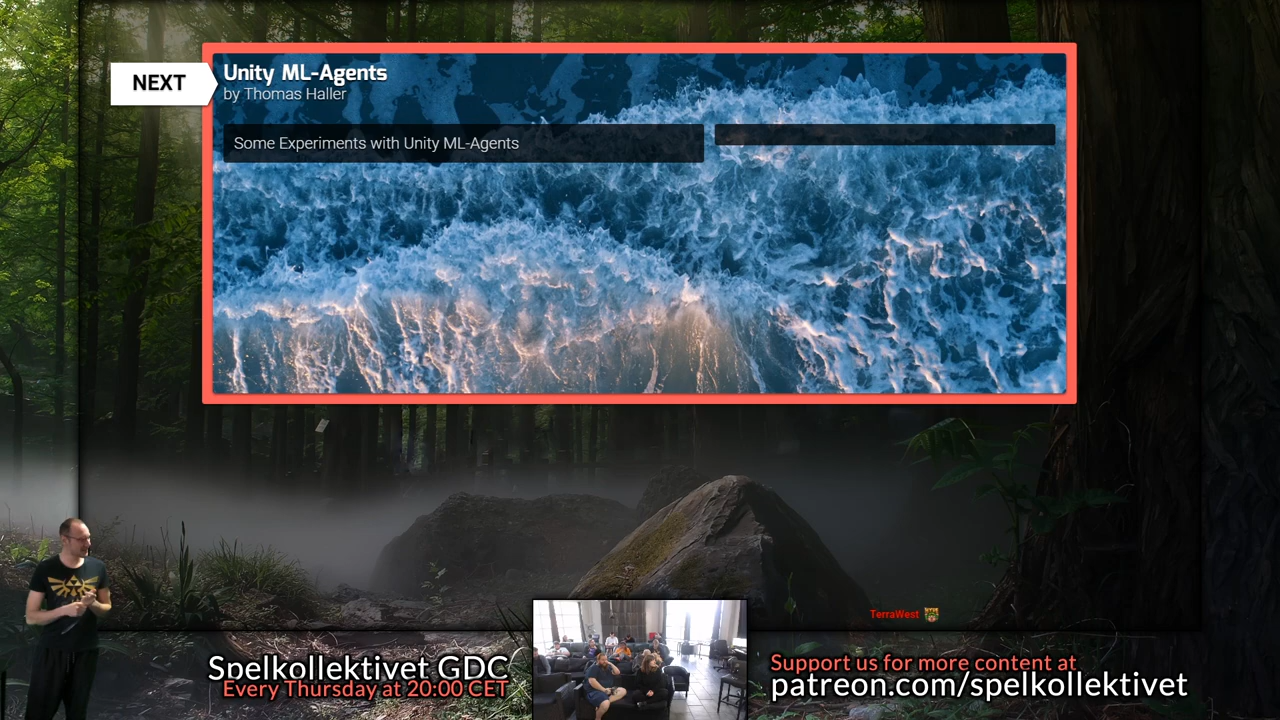 NEXT
Unity ML-Agents
by Thomas Haller
Some Experiments with Unity ML-Agents
TerraWest
Spelkollektivet GDC
Every Thursday at 20:00 CET
Support us for more content at
patreon.com/spelkollektivet